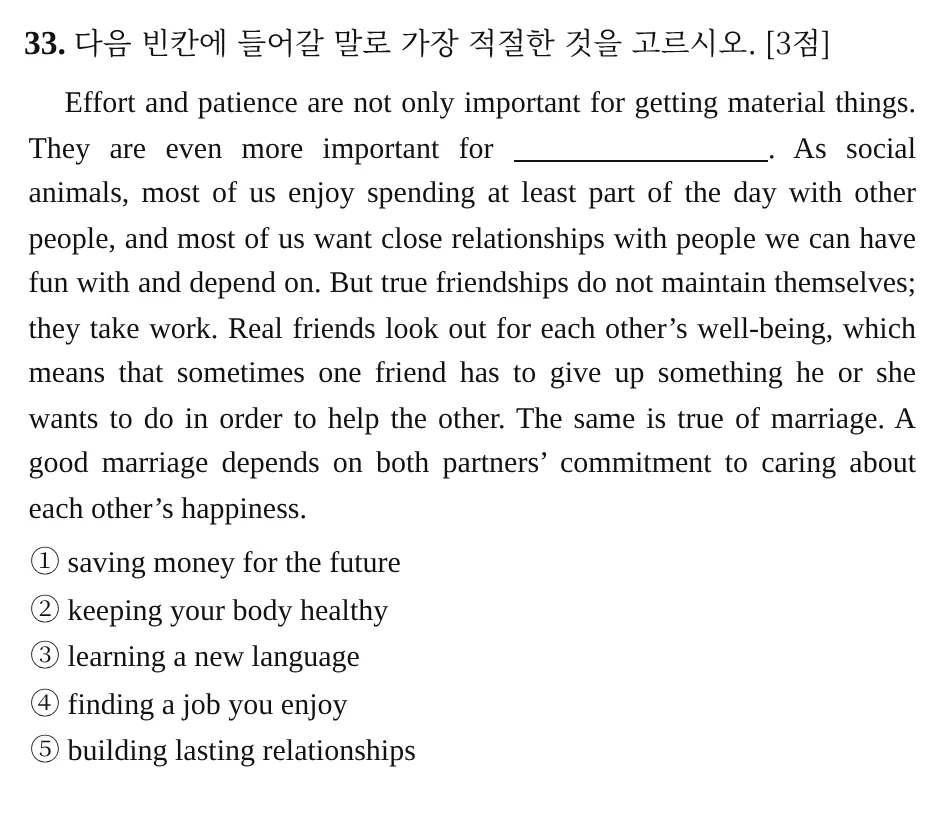 33. 다음 빈칸에 들어갈 말로 가장 적절한 것을 고르시오. [3점]
Effort and patience are not only important for getting material things.
They are even more important for ____________. As social
animals, most of us enjoy spending at least part of the day with other
people, and most of us want close relationships with people we can have
fun with and depend on. But true friendships do not maintain themselves;
they take work. Real friends look out for each other’s well-being, which
means that sometimes one friend has to give up something he or she
wants to do in order to help the other. The same is true of marriage. A
good marriage depends on both partners’ commitment to caring about
each other’s happiness.
① saving money for the future
② keeping your body healthy
③ learning a new language
④ finding a job you enjoy
⑤ building lasting relationships